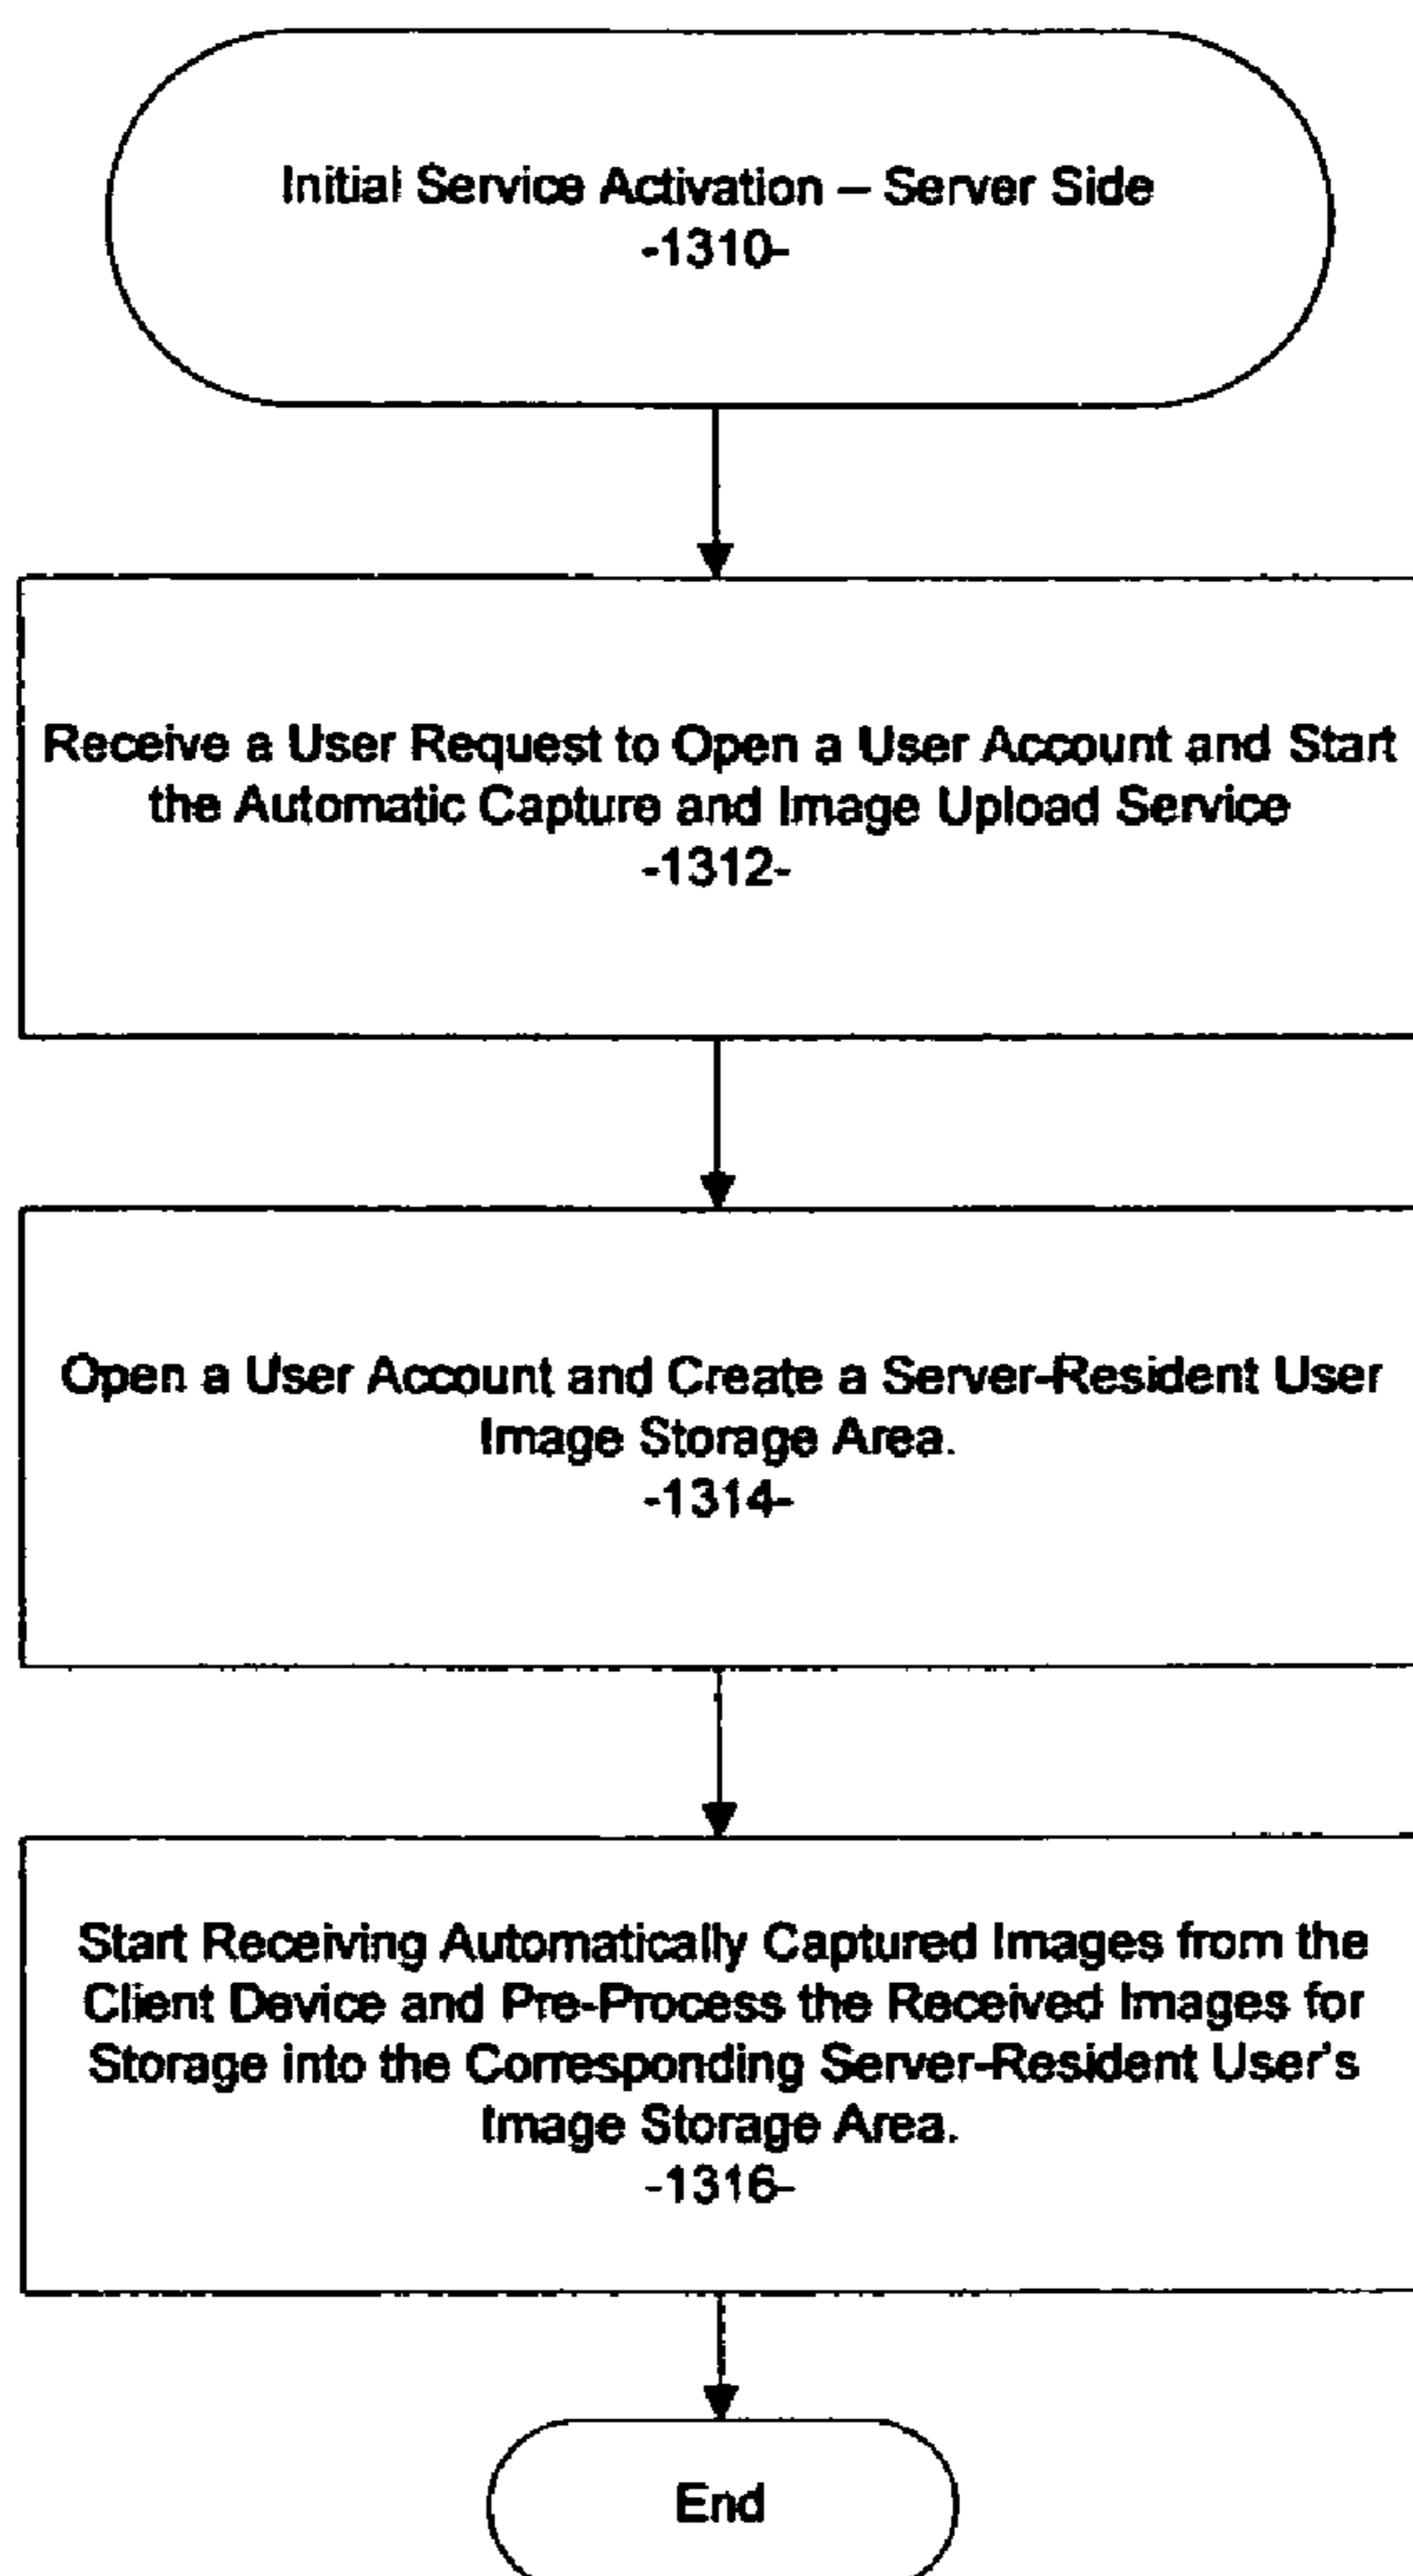 Initial Service Activation – Server Side
-1310-
Receive a User Request to Open a User Account and Start
the Automatic Capture and Image Upload Service
-1312-
Open a User Account and Create a Server-Resident User
Image Storage Area.
-1314-
Start Receiving Automatically Captured Images from the
Client Device and Pre-Process the Received Images for
Storage into the Corresponding Server-Resident User's
Image Storage Area.
-1316-
End